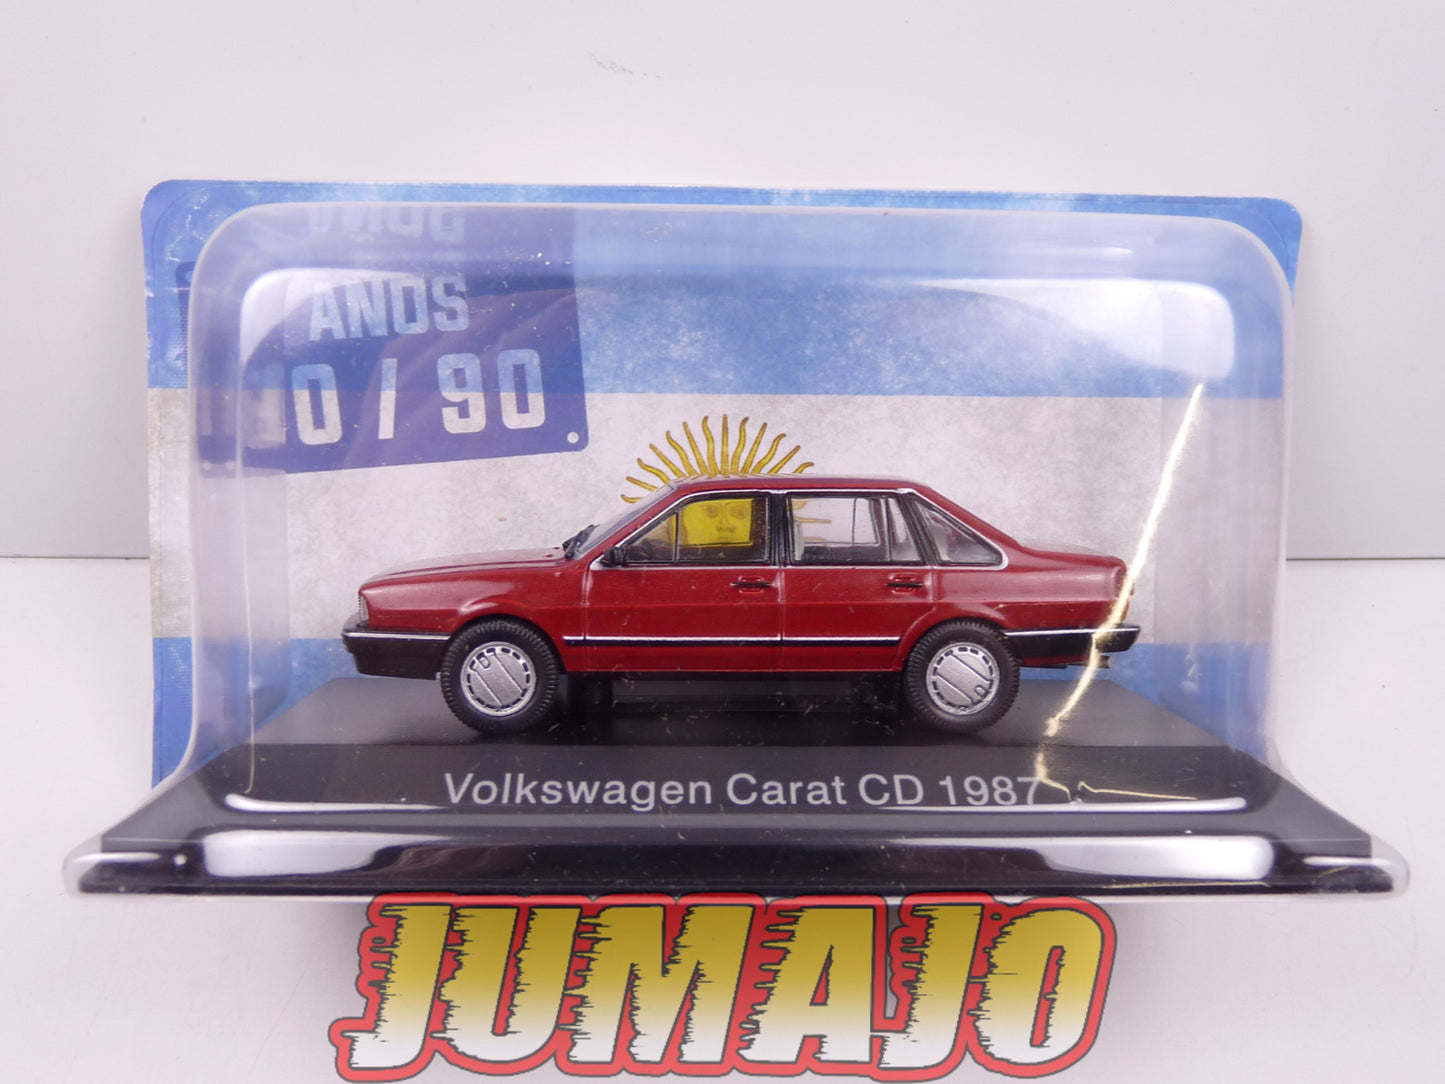 ANOS
0 / 90
Volkswagen Carat CD 1987
JUMAJO